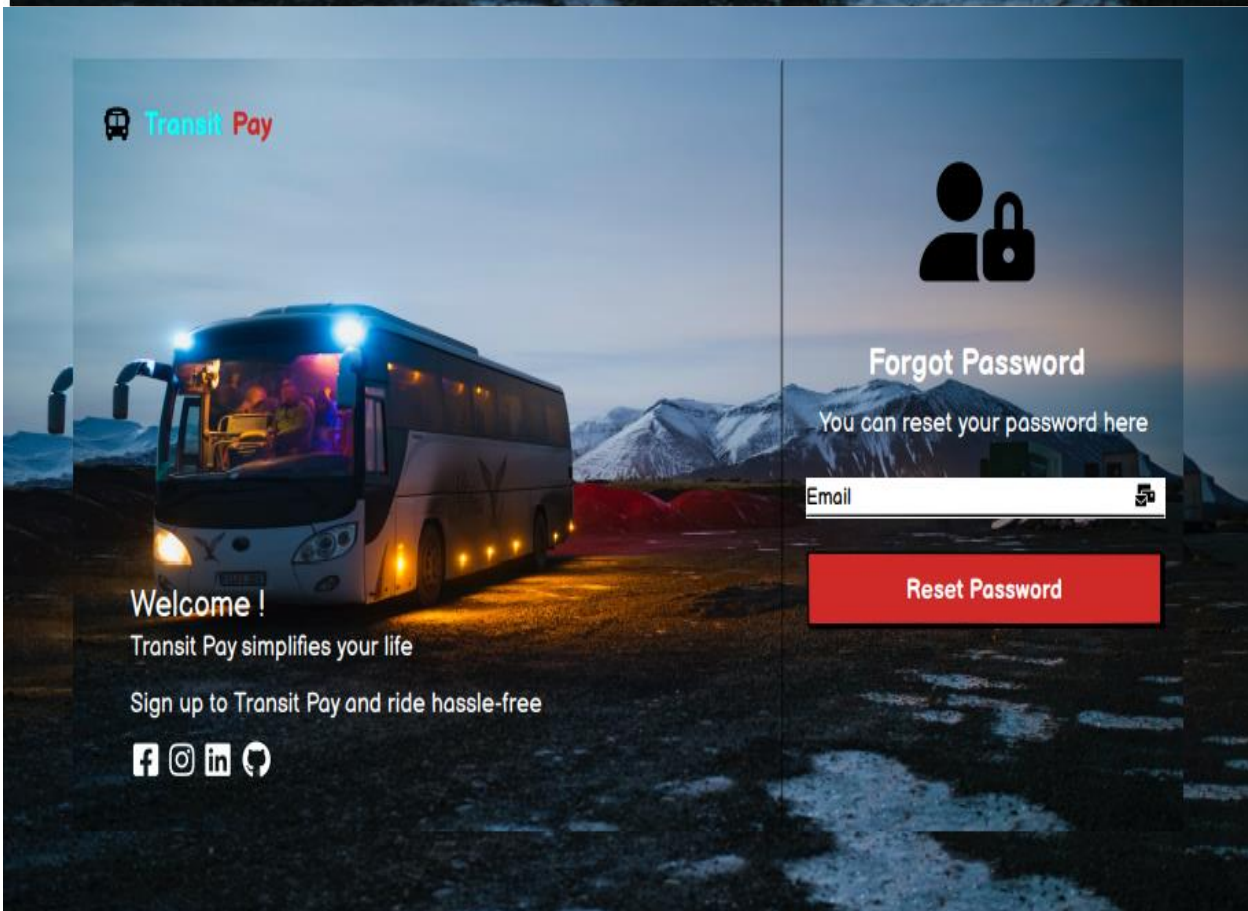 Transit Pay
Welcome !
Transit Pay simplifies your life
Sign up to Transit Pay and ride hassle-free
Forgot Password
You can reset your password here
Email
Reset Password